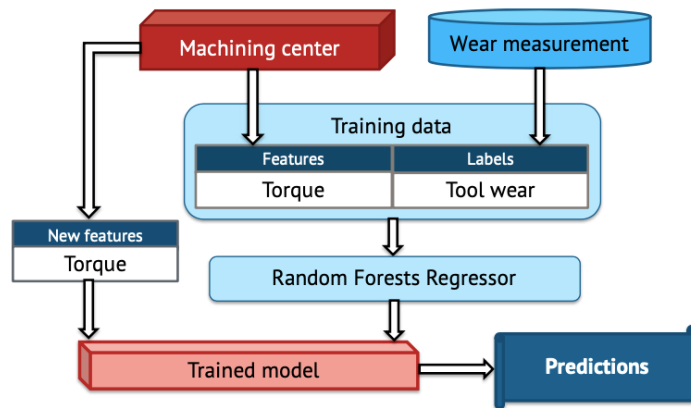 Machining center
Wear measurement
Training data
Features
Labels
Torque
Tool wear
New features
Torque
Random Forests Regressor
Trained model
Predictions